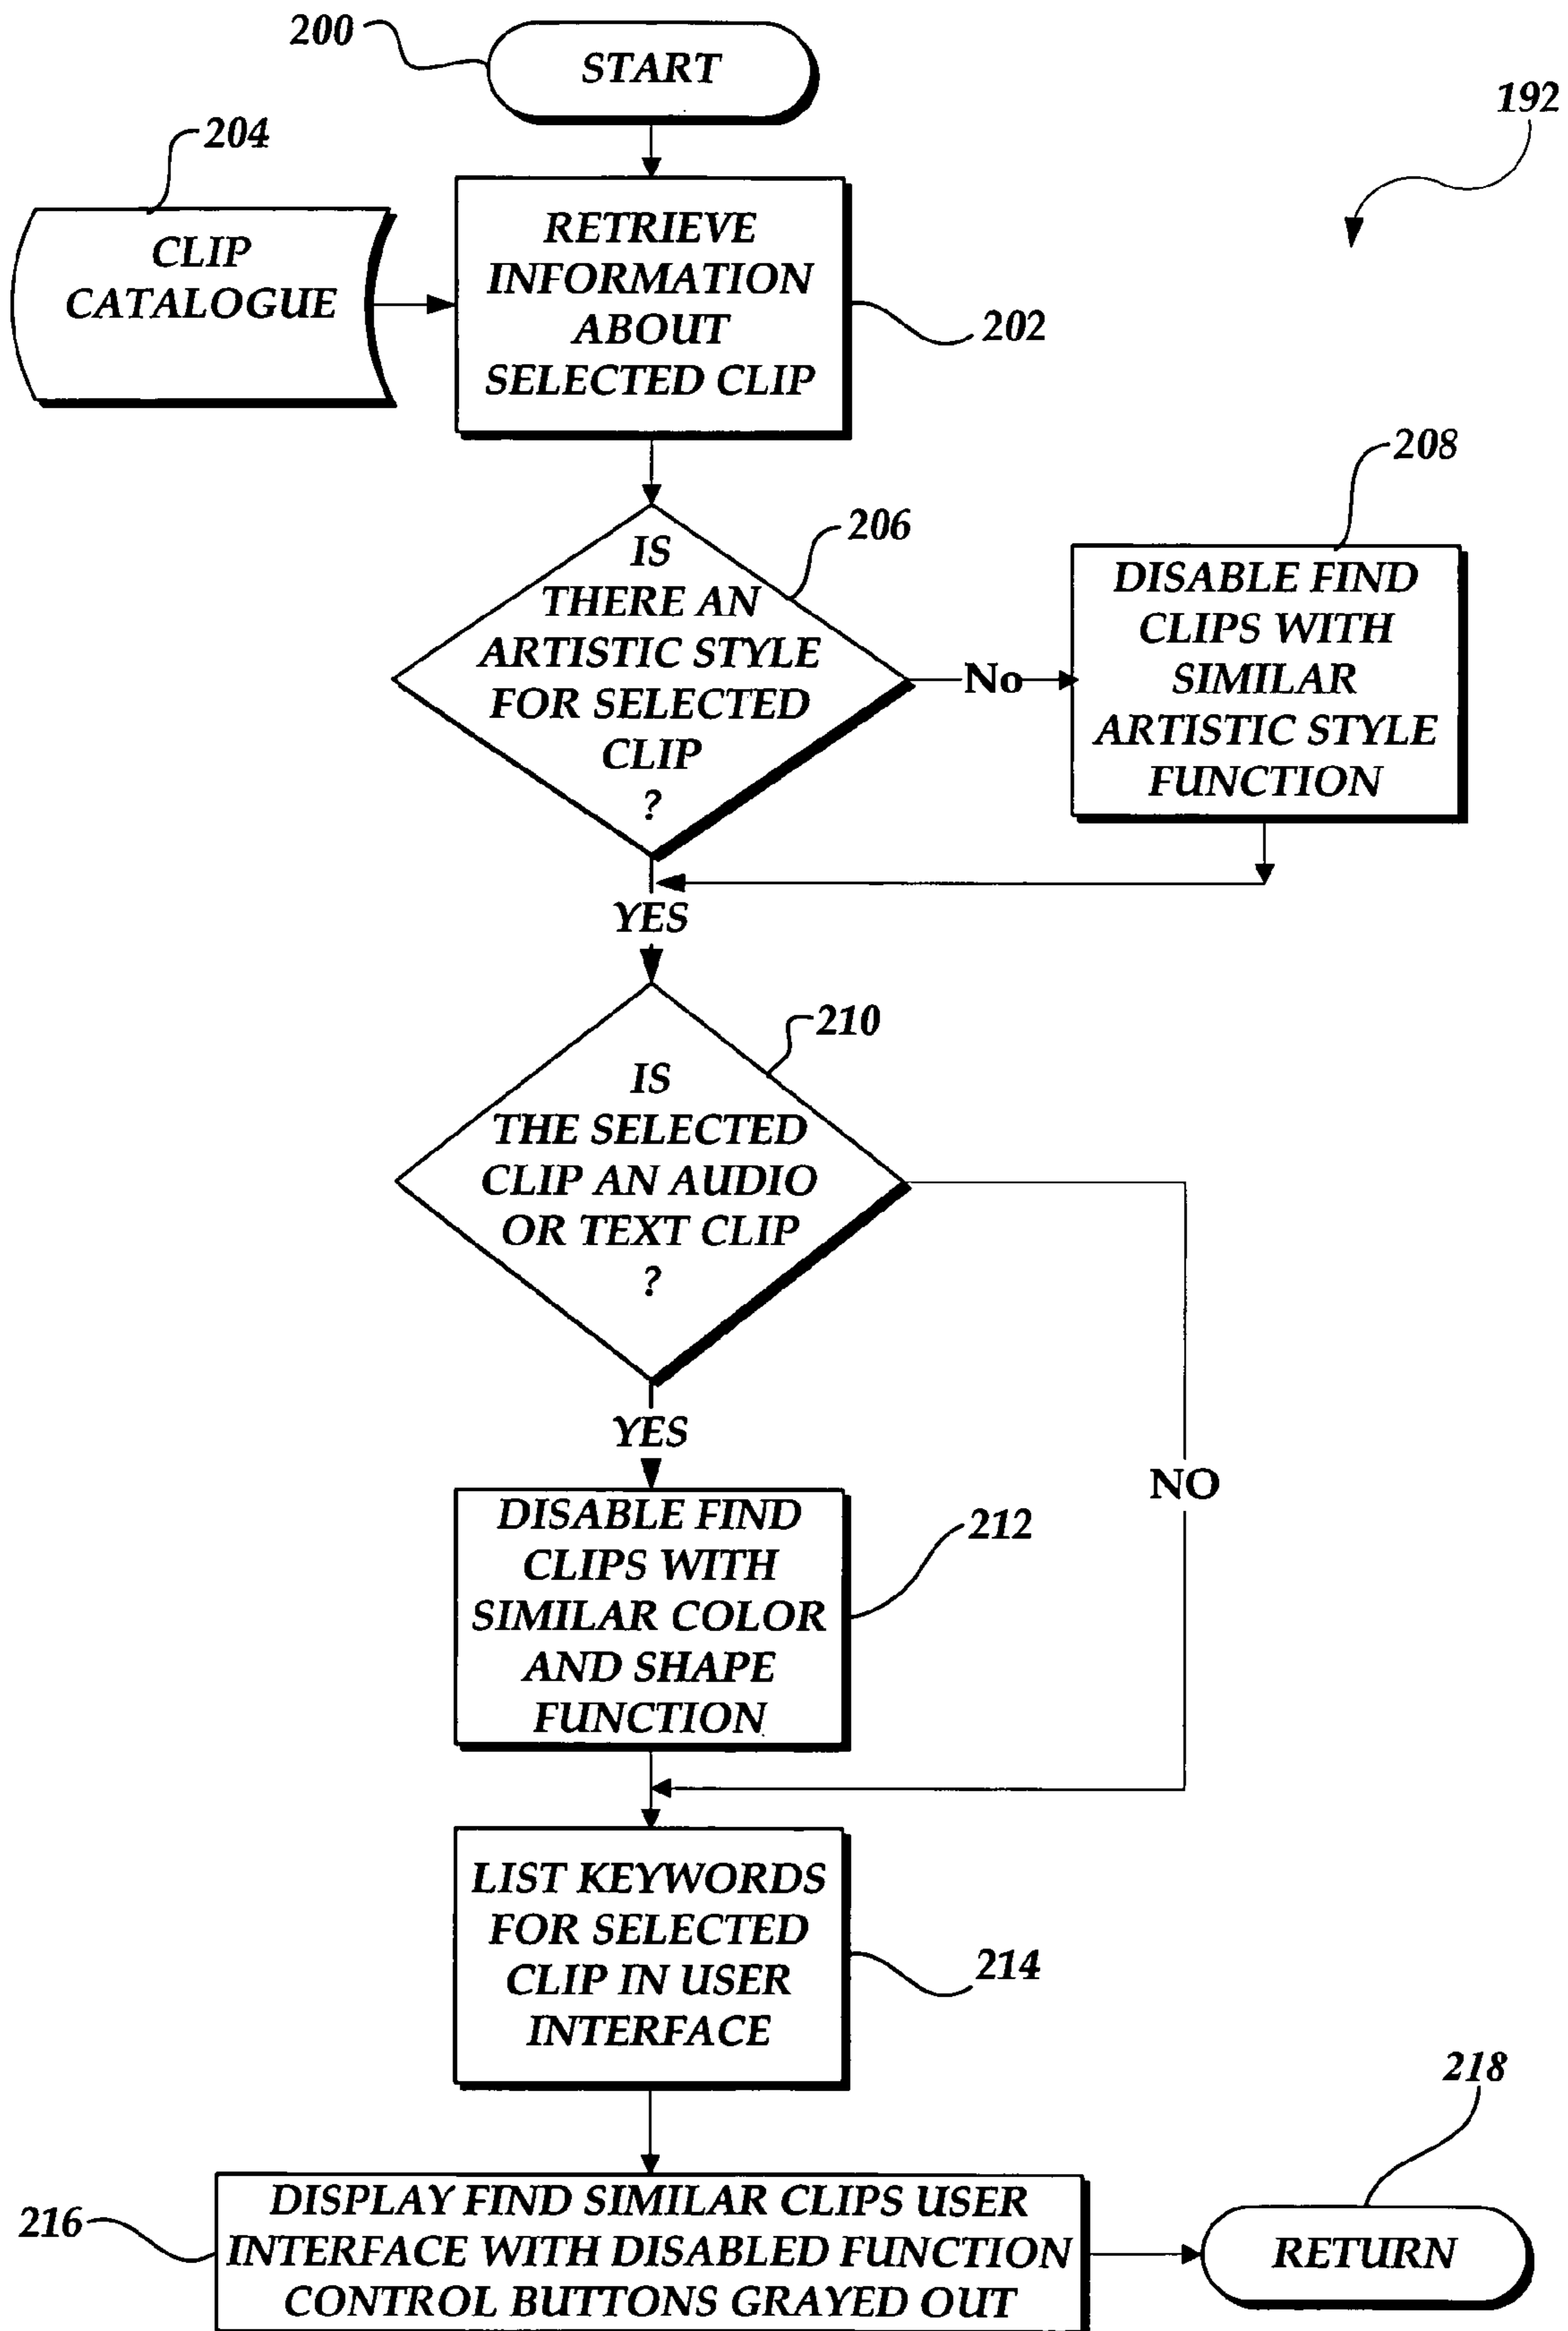 200
START
192
204
CLIP
CATALOGUE
RETRIEVE
INFORMATION
ABOUT
SELECTED CLIP
202
206
IS
THERE AN
ARTISTIC STYLE
FOR SELECTED
CLIP
?
No
208
DISABLE FIND
CLIPS WITH
SIMILAR
ARTISTIC STYLE
FUNCTION
YES
210
IS
THE SELECTED
CLIP AN AUDIO
OR TEXT CLIP
?
YES
NO
DISABLE FIND
CLIPS WITH
SIMILAR COLOR
AND SHAPE
FUNCTION
212
LIST KEYWORDS
FOR SELECTED
CLIP IN USER
INTERFACE
214
216
DISPLAY FIND SIMILAR CLIPS USER
INTERFACE WITH DISABLED FUNCTION
CONTROL BUTTONS GRAYED OUT
218
RETURN